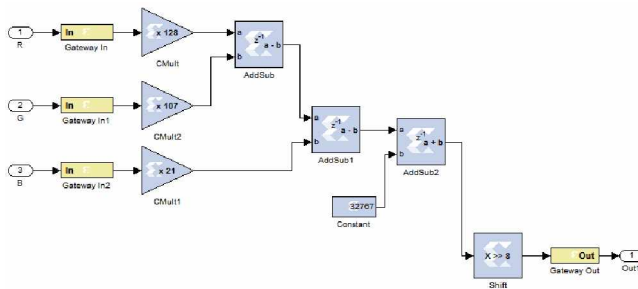 1
R
In
Gateway In
x 128
CMult
a
b
z-1
a - b
AddSub
2
G
In
Gateway In1
x 107
CMult2
3
B
In
Gateway In2
x 21
CMult1
a
b
z-1
a - b
AddSub1
a
b
z-1
a + b
AddSub2
32767
Constant
X >> 8
Shift
Out
Gateway Out
1
Out1